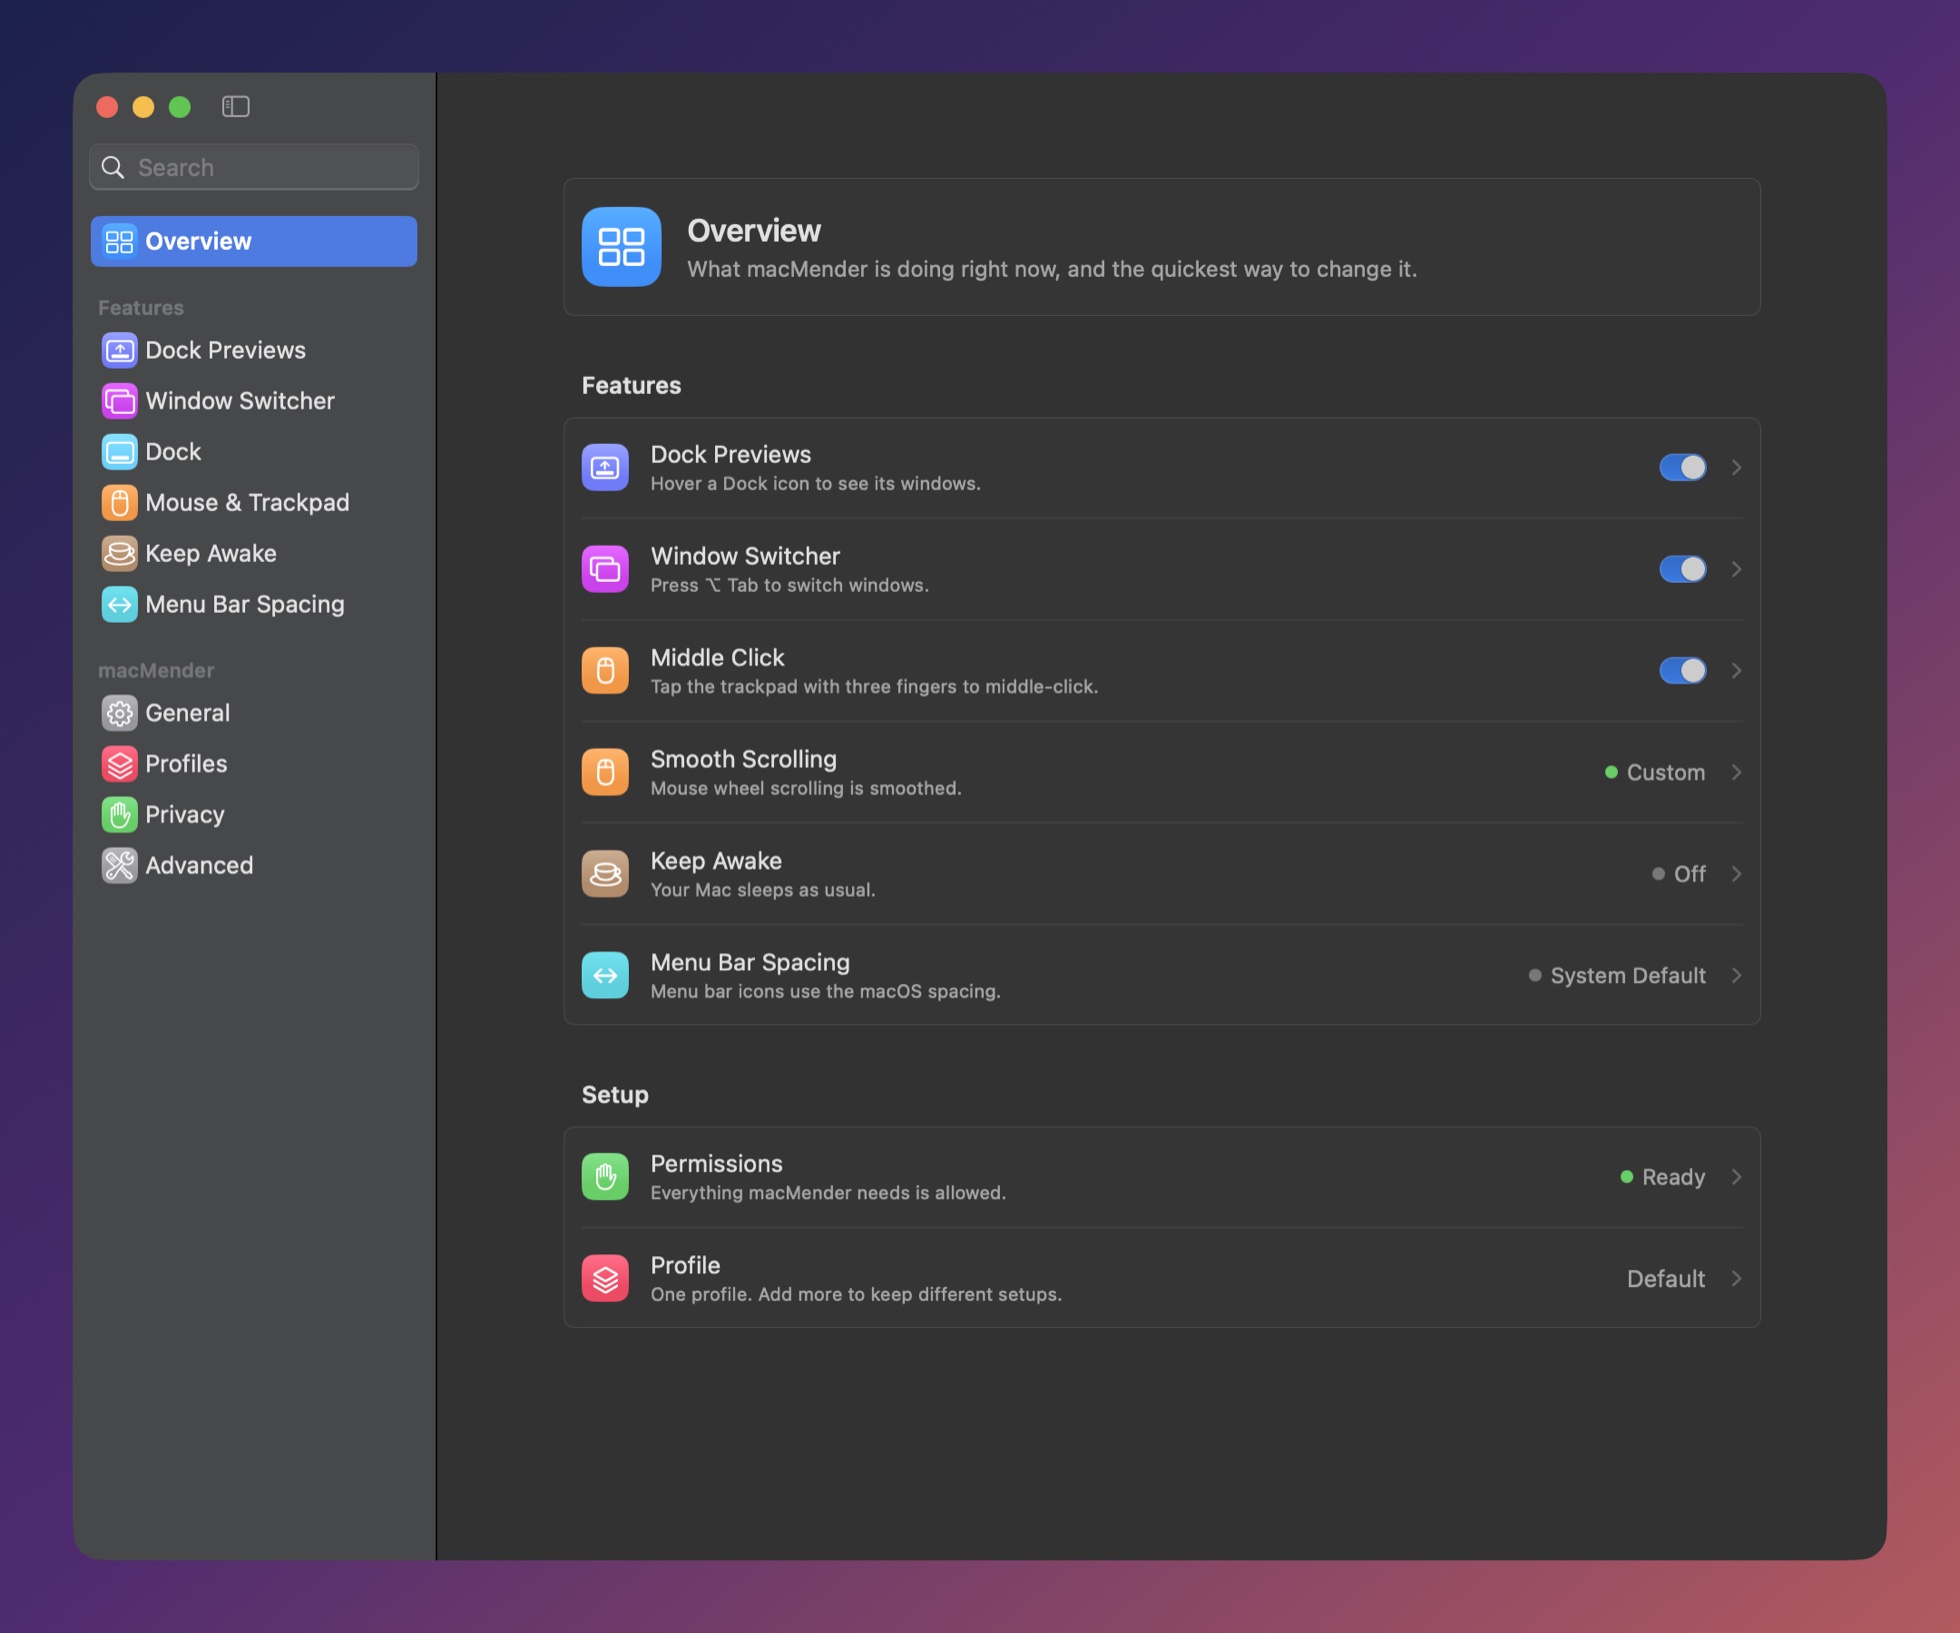 Search
Overview
Features
Dock Previews
Window Switcher
Dock
Mouse & Trackpad
Keep Awake
Menu Bar Spacing
macMender
General
Profiles
Privacy
Advanced
Overview
What macMender is doing right now, and the quickest way to change it.
Features
Dock Previews
Hover a Dock icon to see its windows.
Window Switcher
Press ⌥ Tab to switch windows.
Middle Click
Tap the trackpad with three fingers to middle-click.
Smooth Scrolling
Mouse wheel scrolling is smoothed.
Custom
Keep Awake
Your Mac sleeps as usual.
Off
Menu Bar Spacing
Menu bar icons use the macOS spacing.
System Default
Setup
Permissions
Everything macMender needs is allowed.
Ready
Profile
One profile. Add more to keep different setups.
Default